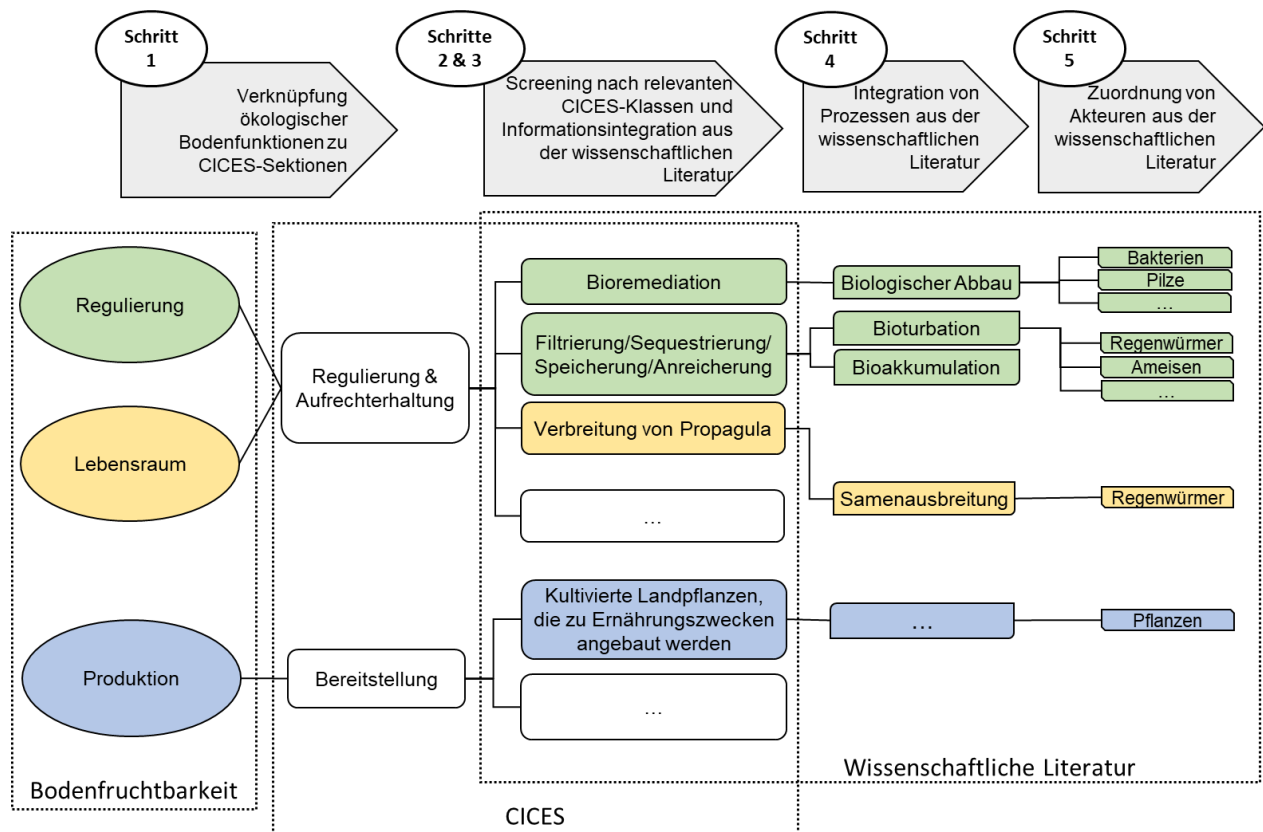 Schritt
1
Verknüpfung
ökologischer
Bodenfunktionen zu
CICES-Sektionen
Schritte
2 & 3
Screening nach relevanten
CICES-Klassen und
Informationsintegration aus
der wissenschaftlichen
Literatur
Schritt
4
Integration von
Prozessen aus der
wissenschaftlichen
Literatur
Schritt
5
Zuordnung von
Akteuren aus der
wissenschaftlichen
Literatur
Regulierung
Lebensraum
Produktion
Bodenfruchtbarkeit
Regulierung &
Aufrechterhaltung
Bereitstellung
CICES
Bioremediation
Filtrierung/Sequestrierung/
Speicherung/Anreicherung
Verbreitung von Propagula
...
Kultivierte Landpflanzen,
die zu Ernährungszwecken
angebaut werden
...
Biologischer Abbau
Bioturbation
Bioakkumulation
Samenausbreitung
...
Bakterien
Pilze
...
Regenwürmer
Ameisen
...
Regenwürmer
Pflanzen
Wissenschaftliche Literatur